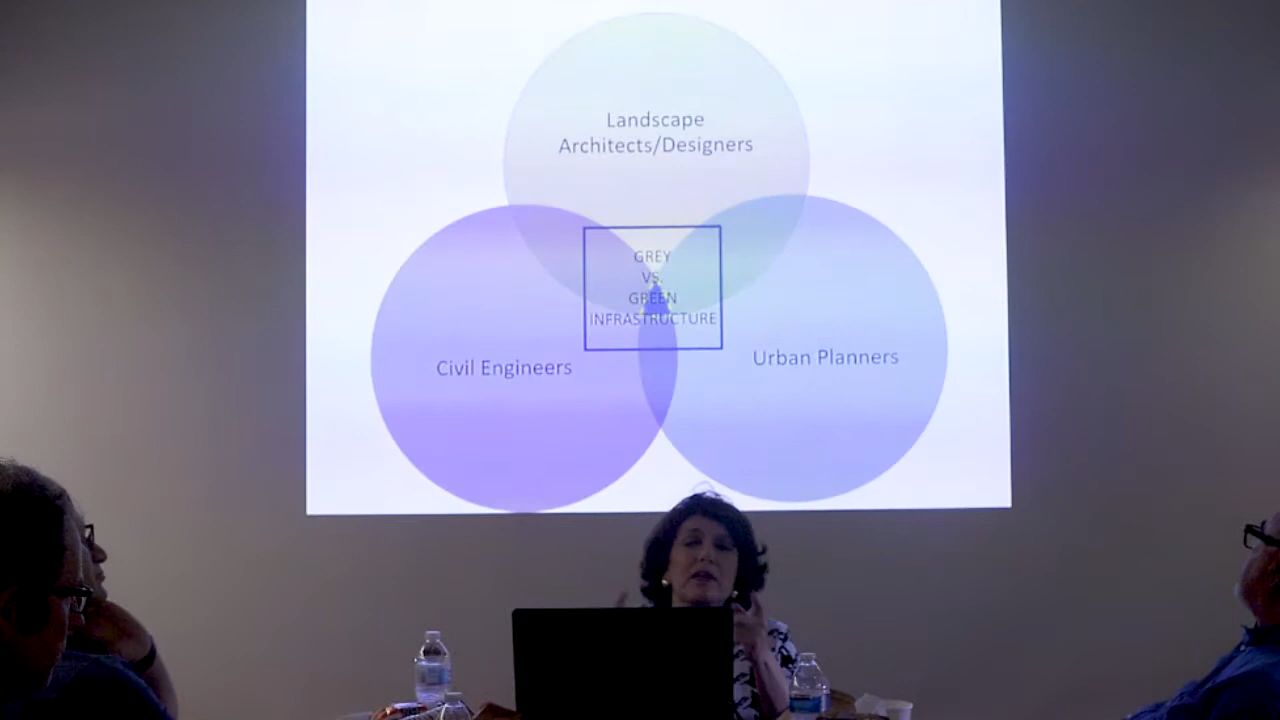 Landscape
Architects/Designers
GREY
VS.
GREEN
INFRASTRUCTURE
Civil Engineers
Urban Planners